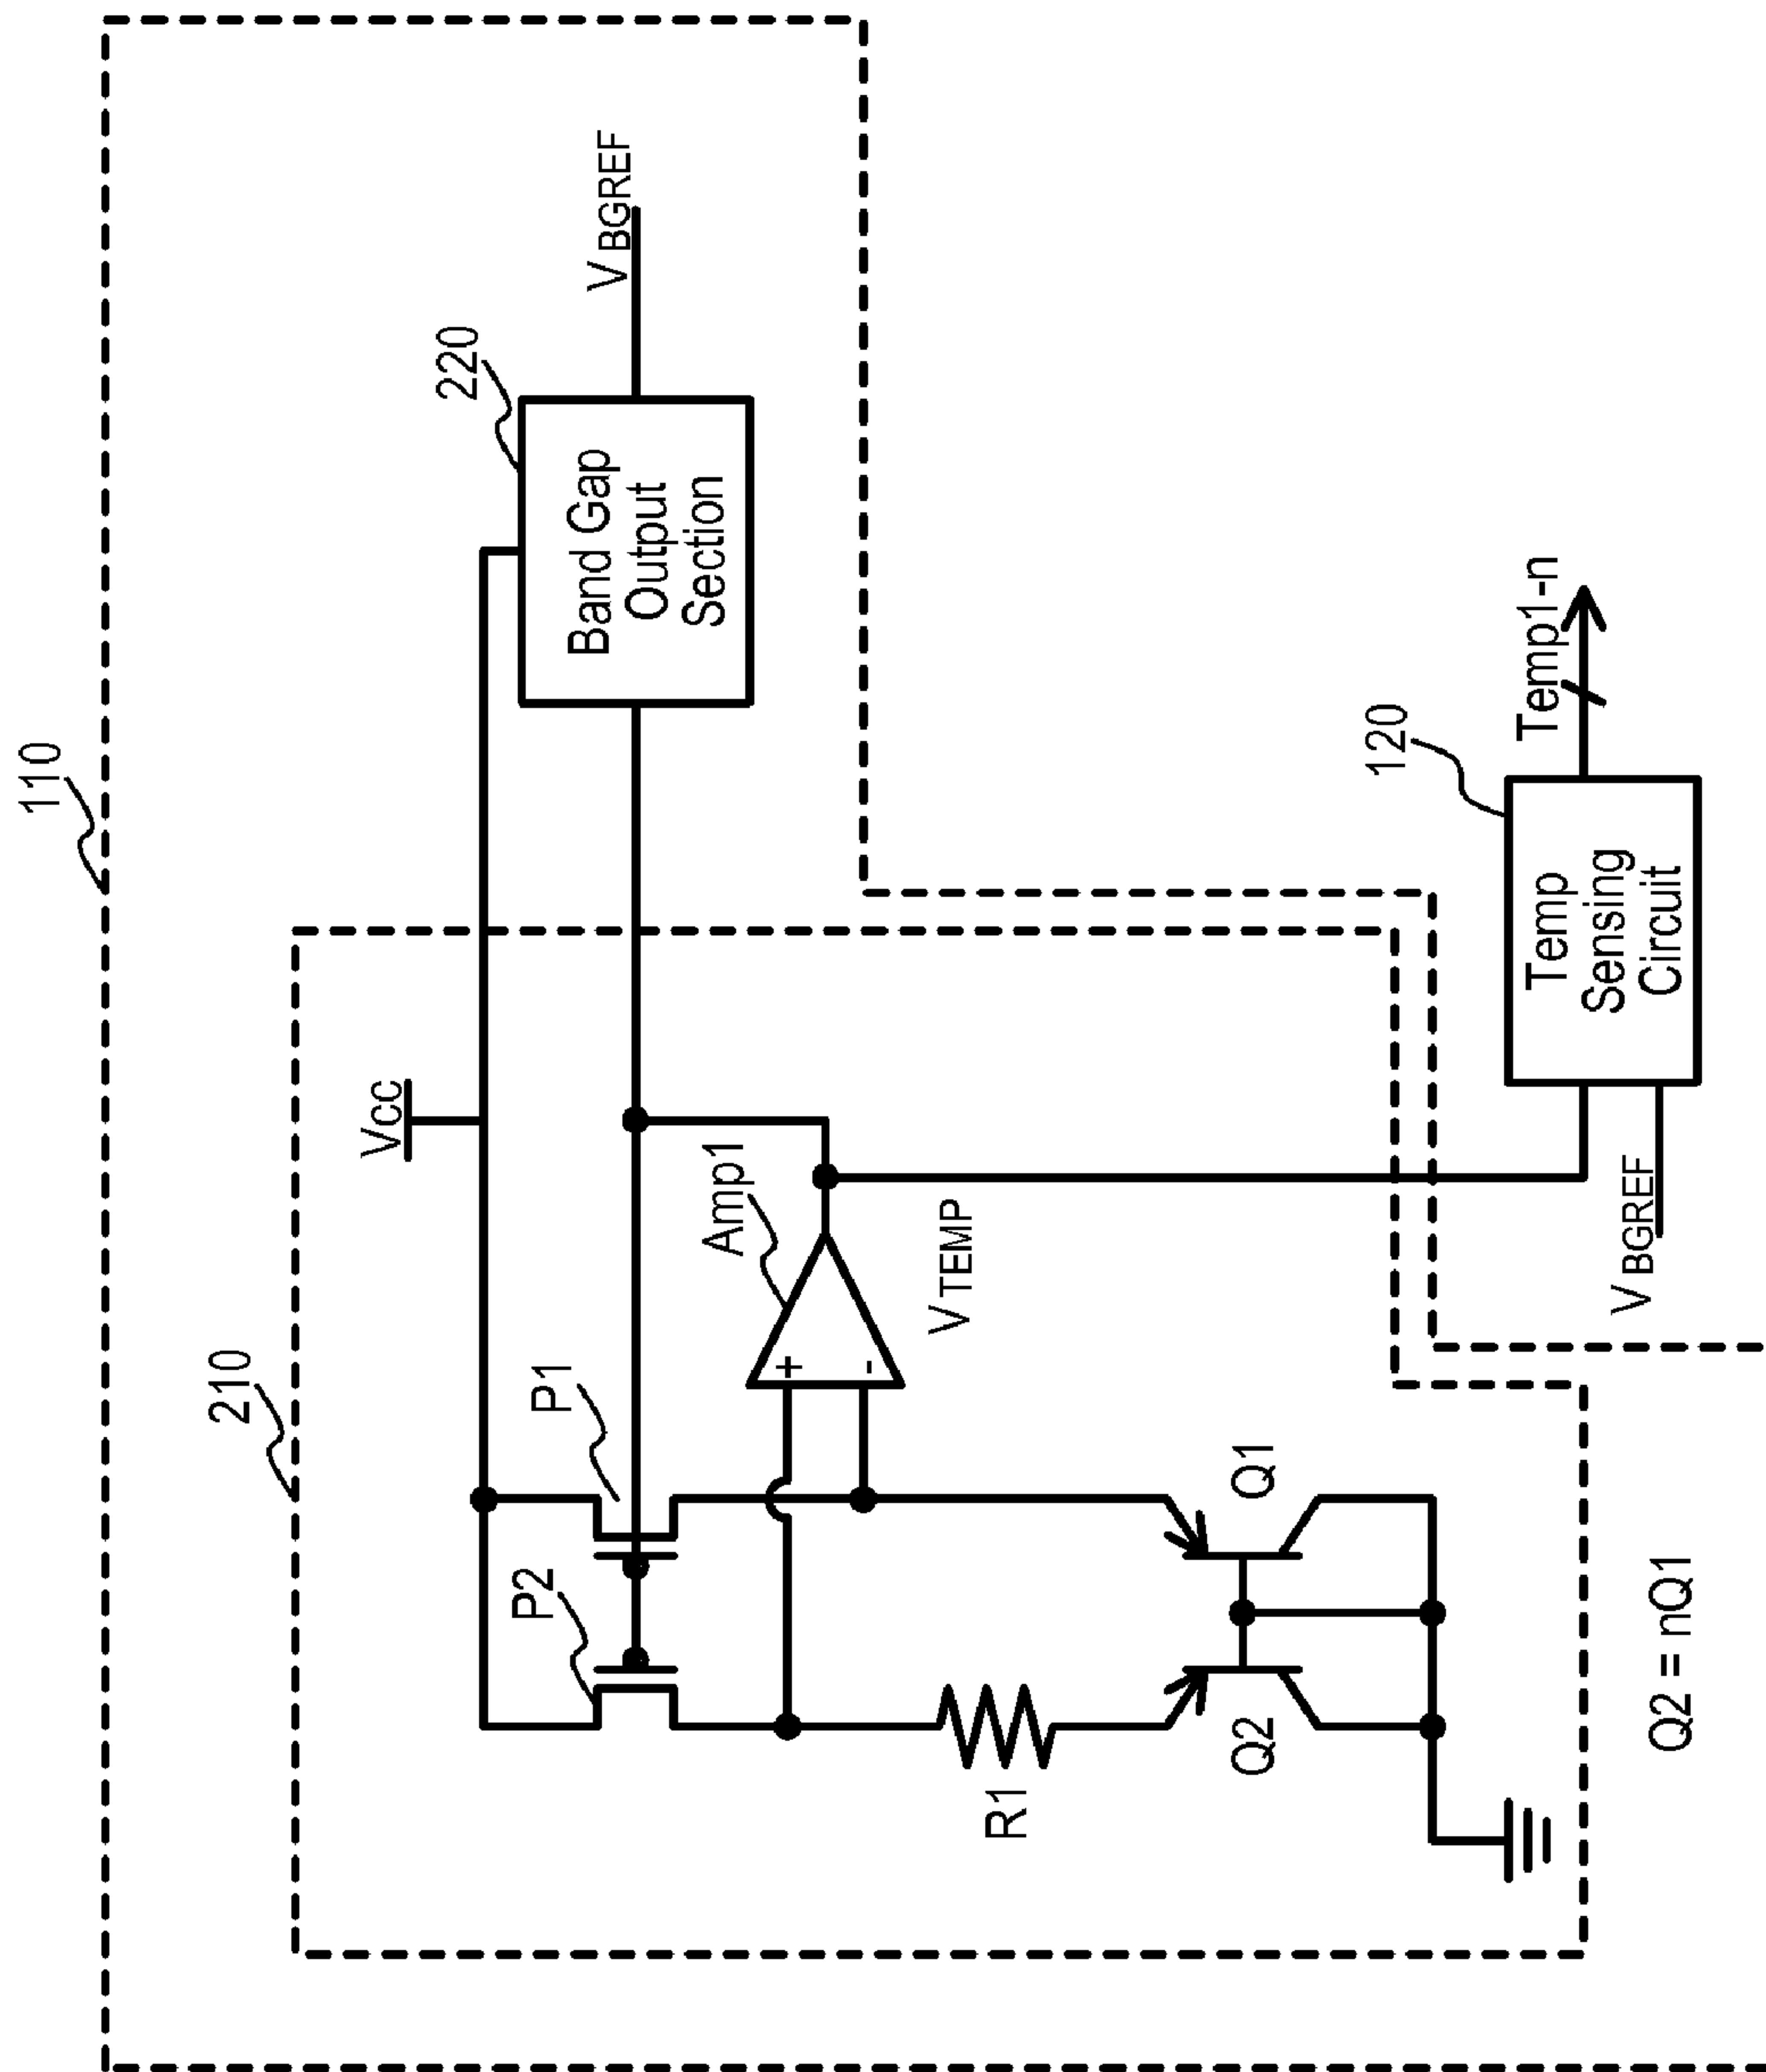 110
210
Vcc
220
Band Gap
Output
Section
VBGREF
P2
P1
Amp1
+
-
VTEMP
R1
Q2
Q1
120
Temp
Sensing
Circuit
Temp1-n
VBGREF
Q2 = nQ1